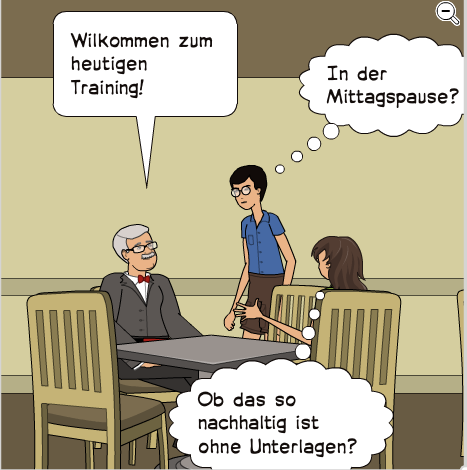 Wilkommen zum
heutigen
Training!
In der
Mittagspause?
Ob das so
nachhaltig ist
ohne Unterlagen?